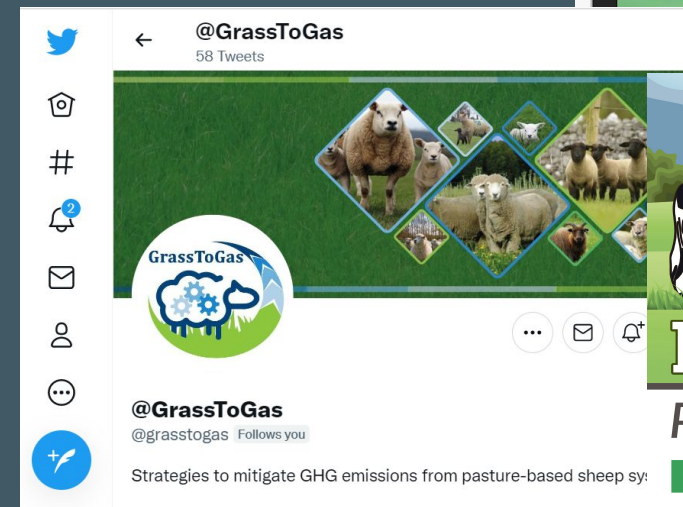 @GrassToGas
58 Tweets
2
GrassToGas
@GrassToGas
@grasstogas Follows you
Strategies to mitigate GHG emissions from pasture-based sheep sys